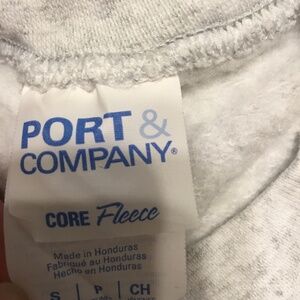 PORT &
COMPANY®
CORE Fleece
Made in Honduras
Fabriqué au Honduras
Hecho en Honduras
S P CH